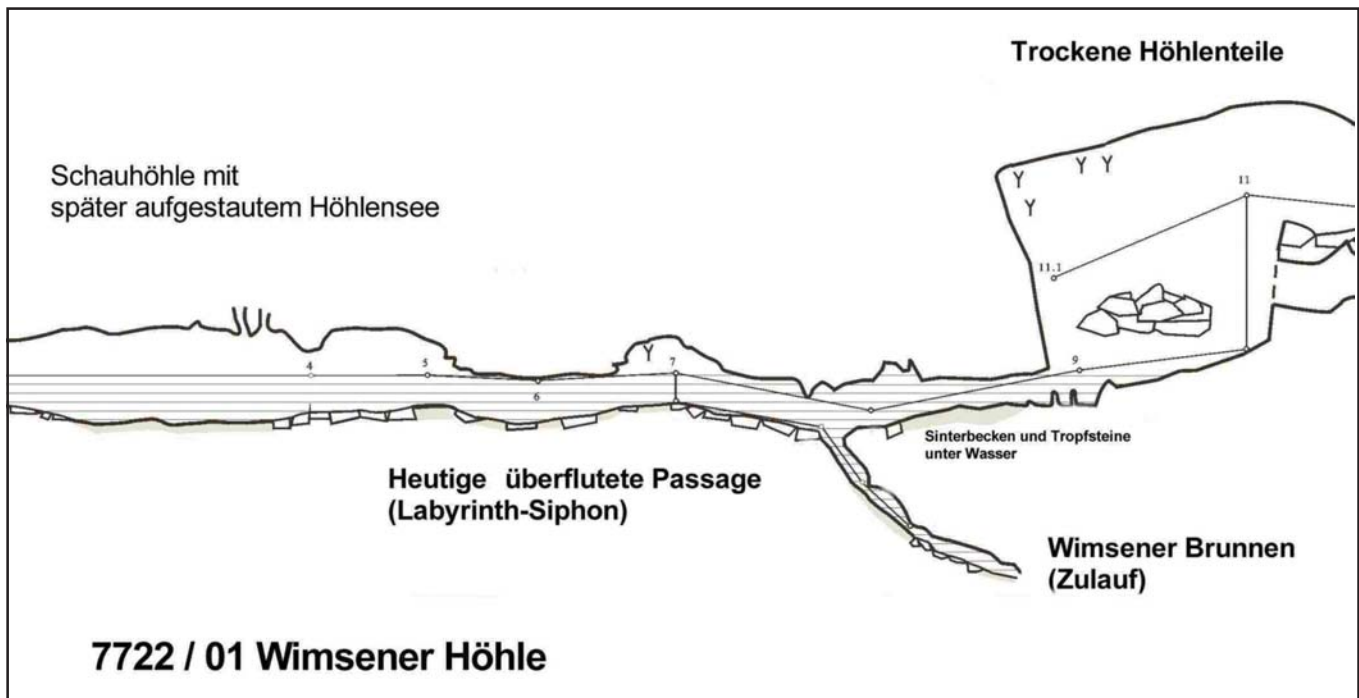 Trockene Höhlenteile
Schauhöhle mit
später aufgestautem Höhlensee
11
11.1
4
5
6
7
9
Sinterbecken und Tropfsteine
unter Wasser
Heutige überflutete Passage
(Labyrinth-Siphon)
Wimsener Brunnen
(Zulauf)
7722 / 01 Wimsener Höhle